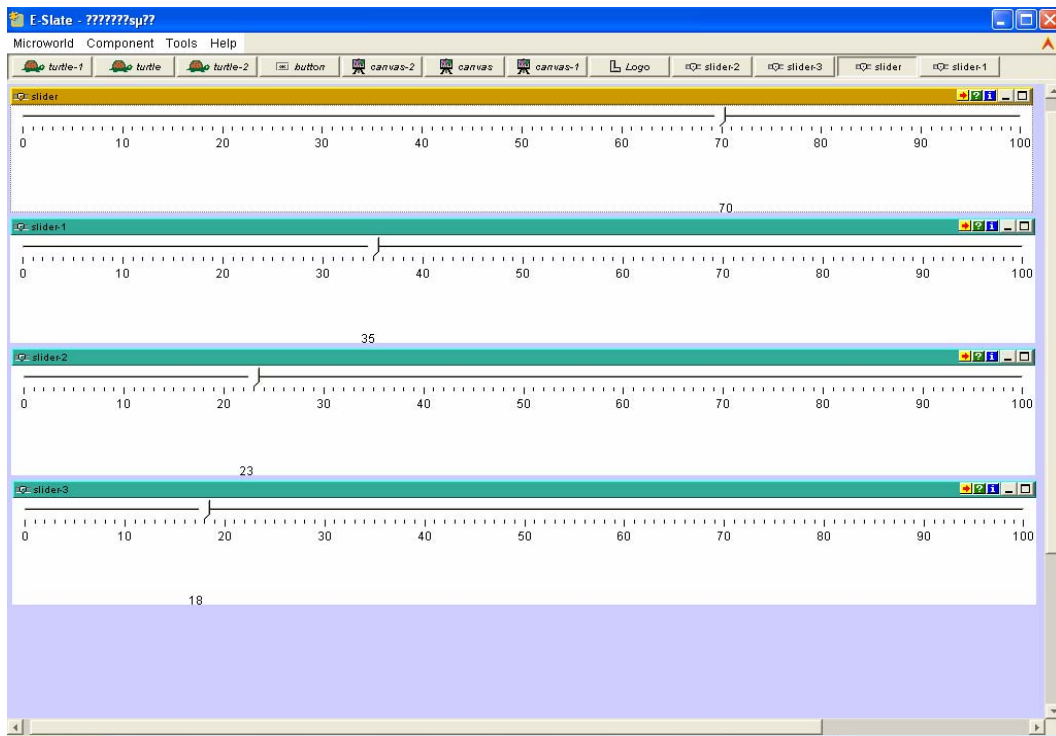 E-Slate - ???????sµ??
Microworld Component Tools Help
turtle-1 turtle turtle-2 button canvas-2 canvas canvas-1 Logo slider-2 slider-3 slider slider-1
slider
0 10 20 30 40 50 60 70 80 90 100
70
slider-1
0 10 20 30 40 50 60 70 80 90 100
35
slider-2
0 10 20 30 40 50 60 70 80 90 100
23
slider-3
0 10 20 30 40 50 60 70 80 90 100
18